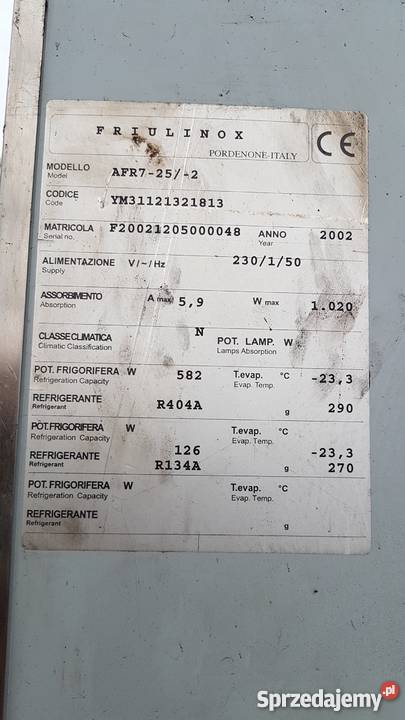 FRIULINOX
PORDENONE-ITALY
CE
MODELLO AFR7-25/-2
Model
CODICE YM31121321813
Code
MATRICOLA F20021205000048 ANNO 2002
Serial no. Year
ALIMENTAZIONE V/~/Hz 230/1/50
Supply
ASSORBIMENTO A max 5,9 W max 1.020
Absorption
CLASSE CLIMATICA N POT. LAMP. W
Climatic Classification Lamps Absorption
POT. FRIGORIFERA W 582 T.evap. °C -23,3
Refrigeration Capacity Evap. Temp.
REFRIGERANTE R404A g 290
Refrigerant
POT. FRIGORIFERA W 126 T.evap. °C -23,3
Refrigeration Capacity Evap. Temp.
REFRIGERANTE R134A g 270
Refrigerant
POT. FRIGORIFERA W T.evap. °C
Refrigeration Capacity Evap. Temp.
REFRIGERANTE g
Refrigerant
Sprzedajemy.pl